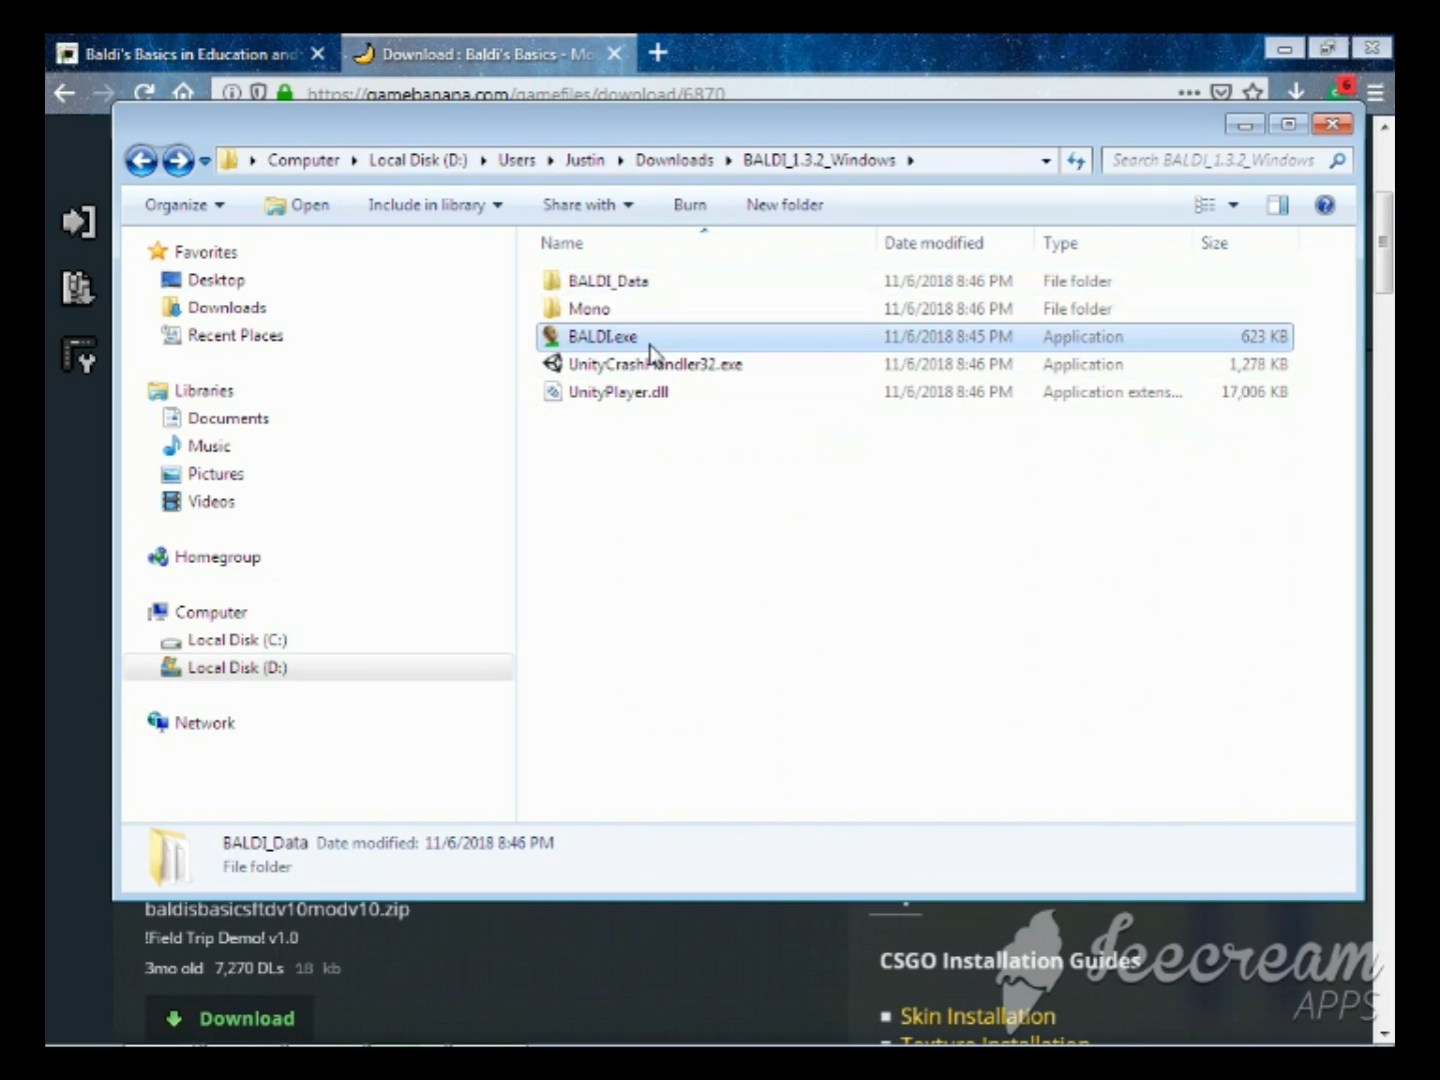 Baldi's Basics in Education and
Download : Baldi's Basics - Mo
https://gamebanana.com/gamefiles/download/6870
6
Computer Local Disk (D:) Users Justin Downloads BALDI_1.3.2_Windows
Search BALDI_1.3.2_Windows
Organize Open Include in library Share with Burn New folder
Name Date modified Type Size
Favorites
Desktop
Downloads
Recent Places
Libraries
Documents
Music
Pictures
Videos
Homegroup
Computer
Local Disk (C:)
Local Disk (D:)
Network
BALDI_Data 11/6/2018 8:46 PM File folder
Mono 11/6/2018 8:46 PM File folder
BALDI.exe 11/6/2018 8:45 PM Application 623 KB
UnityCrashHandler32.exe 11/6/2018 8:46 PM Application 1,278 KB
UnityPlayer.dll 11/6/2018 8:46 PM Application extens... 17,006 KB
BALDI_Data Date modified: 11/6/2018 8:46 PM
File folder
baldisbasicsftdv10modv10.zip
!Field Trip Demo! v1.0
3mo old 7,270 DLs 18 kb
Download
CSGO Installation Guides
Skin Installation
Texture Installation
Icecream
APPS